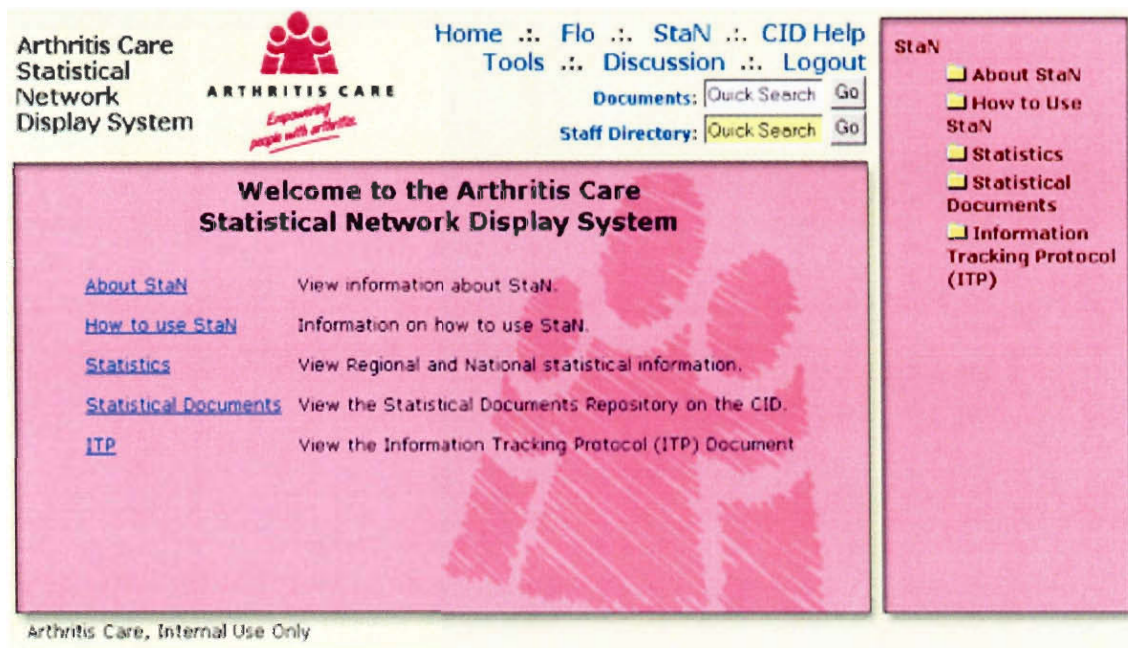 Arthritis Care
Statistical
Network
Display System
ARTHRITIS CARE
Empowering
people with arthritis
Home .:. Flo .:. StaN .:. CID Help
Tools .:. Discussion .:. Logout
Documents: Quick Search Go
Staff Directory: Quick Search Go
Welcome to the Arthritis Care
Statistical Network Display System
About StaN View information about StaN.
How to use StaN Information on how to use StaN.
Statistics View Regional and National statistical information.
Statistical Documents View the Statistical Documents Repository on the CID.
ITP View the Information Tracking Protocol (ITP) Document
Arthritis Care, Internal Use Only
StaN
About StaN
How to Use
StaN
Statistics
Statistical
Documents
Information
Tracking Protocol
(ITP)